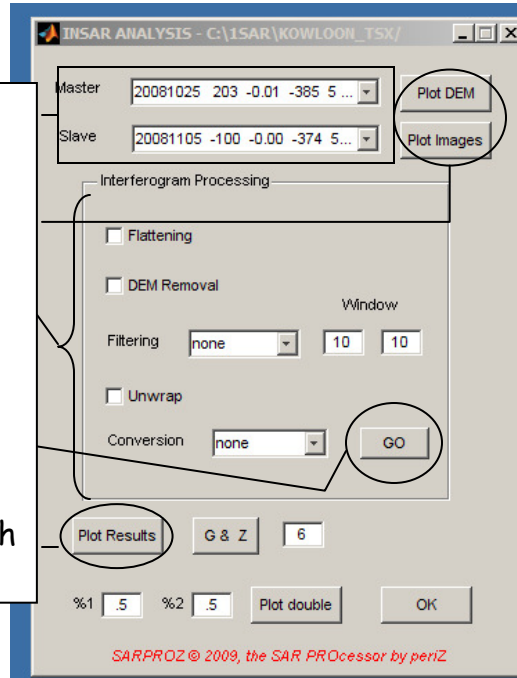 INSAR ANALYSIS - C:\1SAR\KOWLOON_TSX/
Master 20081025 203 -0.01 -385 5 ... Plot DEM
Slave 20081105 -100 -0.00 -374 5... Plot Images
Interferogram Processing
Flattening
DEM Removal
Window
Filtering none 10 10
Unwrap
Conversion none GO
h
Plot Results G & Z 6
%1 .5 %2 .5 Plot double OK
SARPROZ © 2009, the SAR PROcessor by periZ